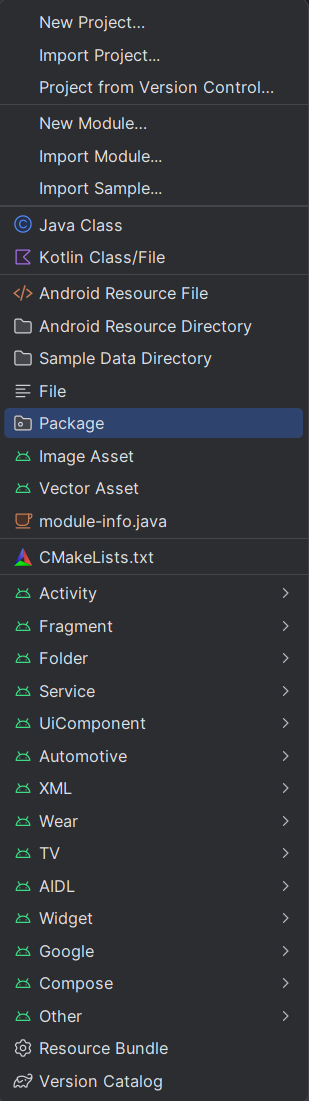 New Project...
Import Project...
Project from Version Control...
New Module...
Import Module...
Import Sample...
Java Class
Kotlin Class/File
Android Resource File
Android Resource Directory
Sample Data Directory
File
Package
Image Asset
Vector Asset
module-info.java
CMakeLists.txt
Activity
Fragment
Folder
Service
UiComponent
Automotive
XML
Wear
TV
AIDL
Widget
Google
Compose
Other
Resource Bundle
Version Catalog